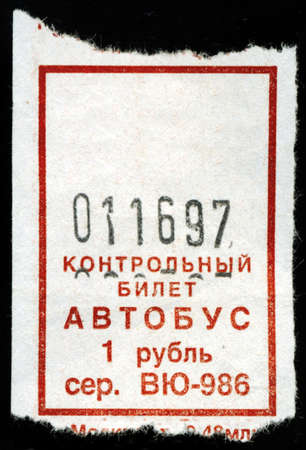 011697
КОНТРОЛЬНЫЙ
БИЛЕТ
АВТОБУС
1 рубль
сер. ВЮ-986